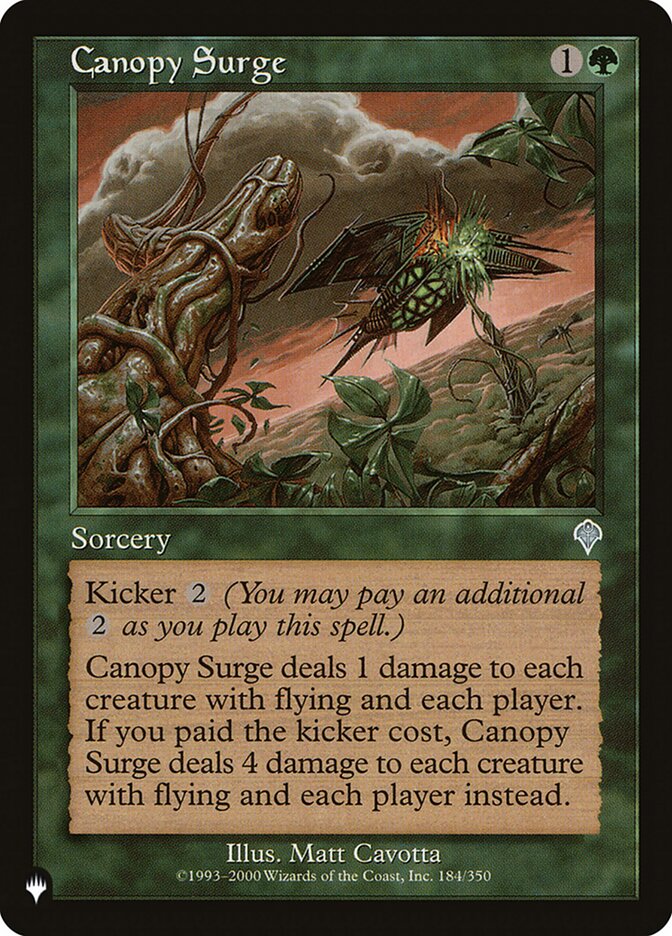 Canopy Surge 1
Sorcery
Kicker 2 (You may pay an additional
2 as you play this spell.)
Canopy Surge deals 1 damage to each
creature with flying and each player.
If you paid the kicker cost, Canopy
Surge deals 4 damage to each creature
with flying and each player instead.
Illus. Matt Cavotta
©1993–2000 Wizards of the Coast, Inc. 184/350